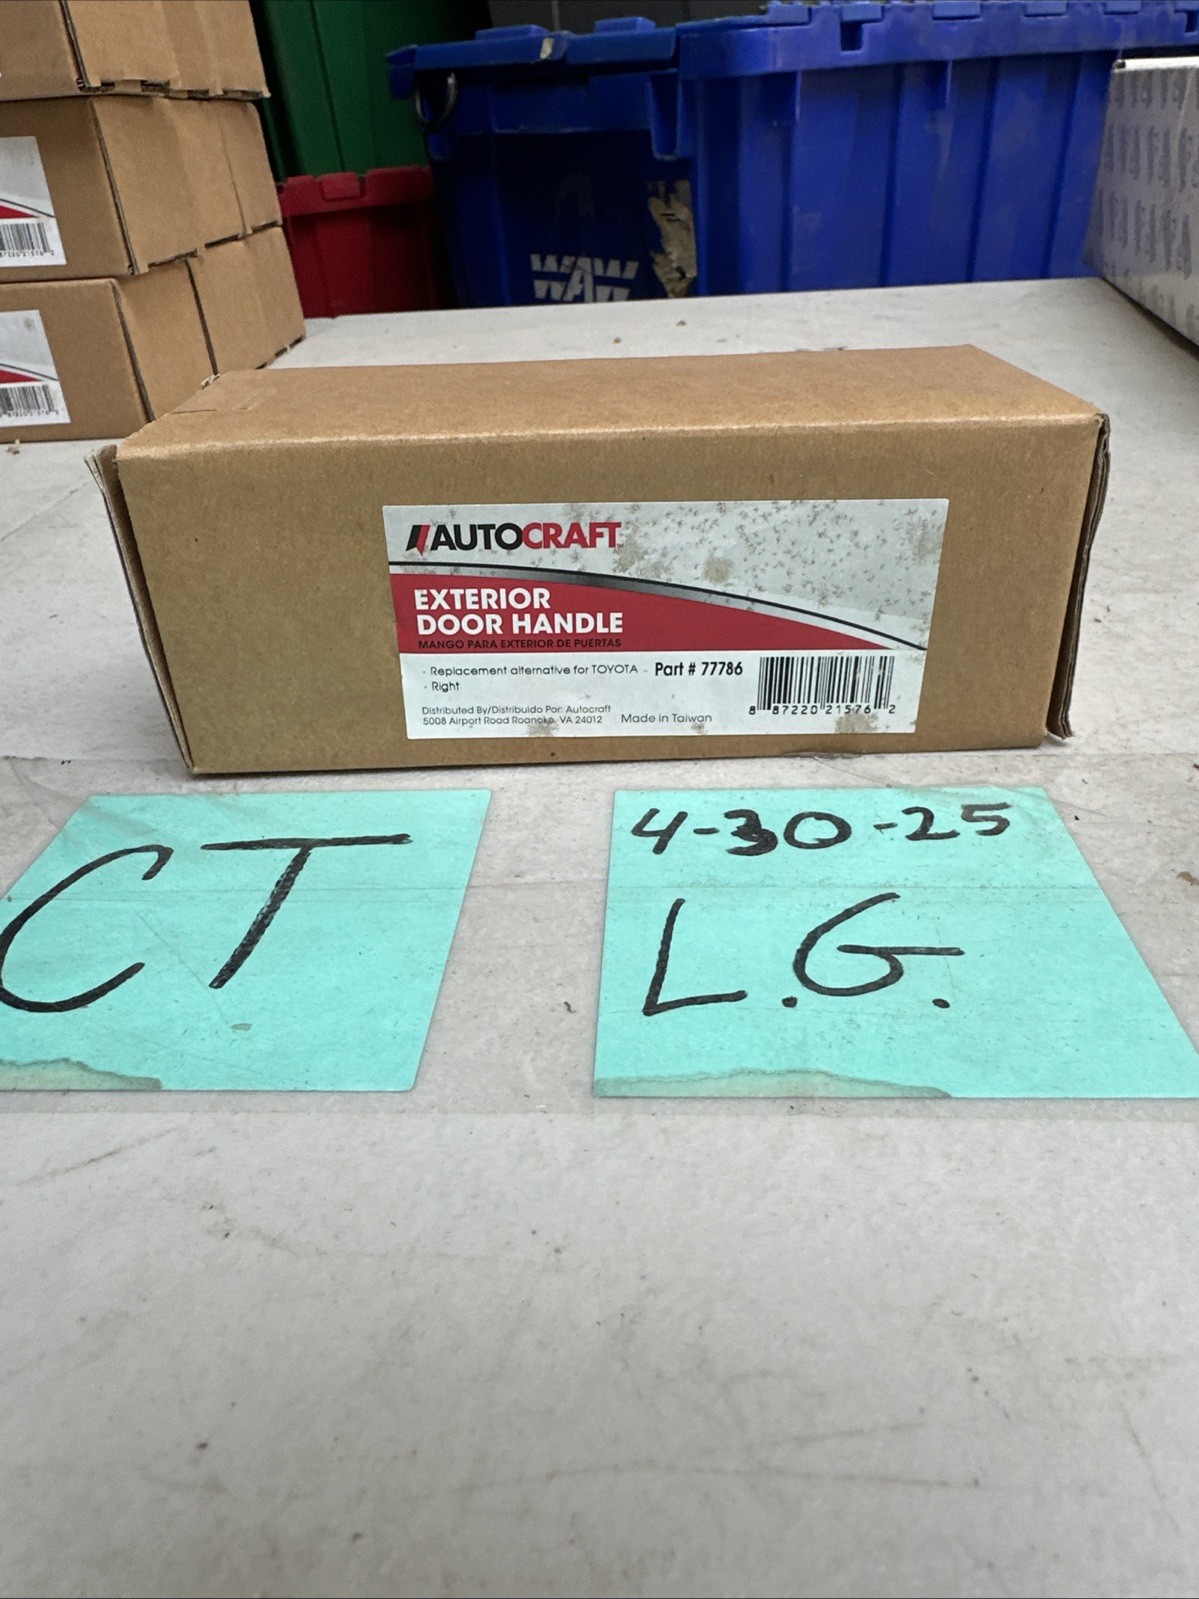 WAW
AUTOCRAFT
EXTERIOR
DOOR HANDLE
MANGO PARA EXTERIOR DE PUERTAS
· Replacement alternative for TOYOTA · Part # 77786
· Right
Distributed By/Distribuido Por: Autocraft
5008 Airport Road Roanoke, VA 24012 Made in Taiwan
8 87220 21576 2
CT
4-30-25
L.G.